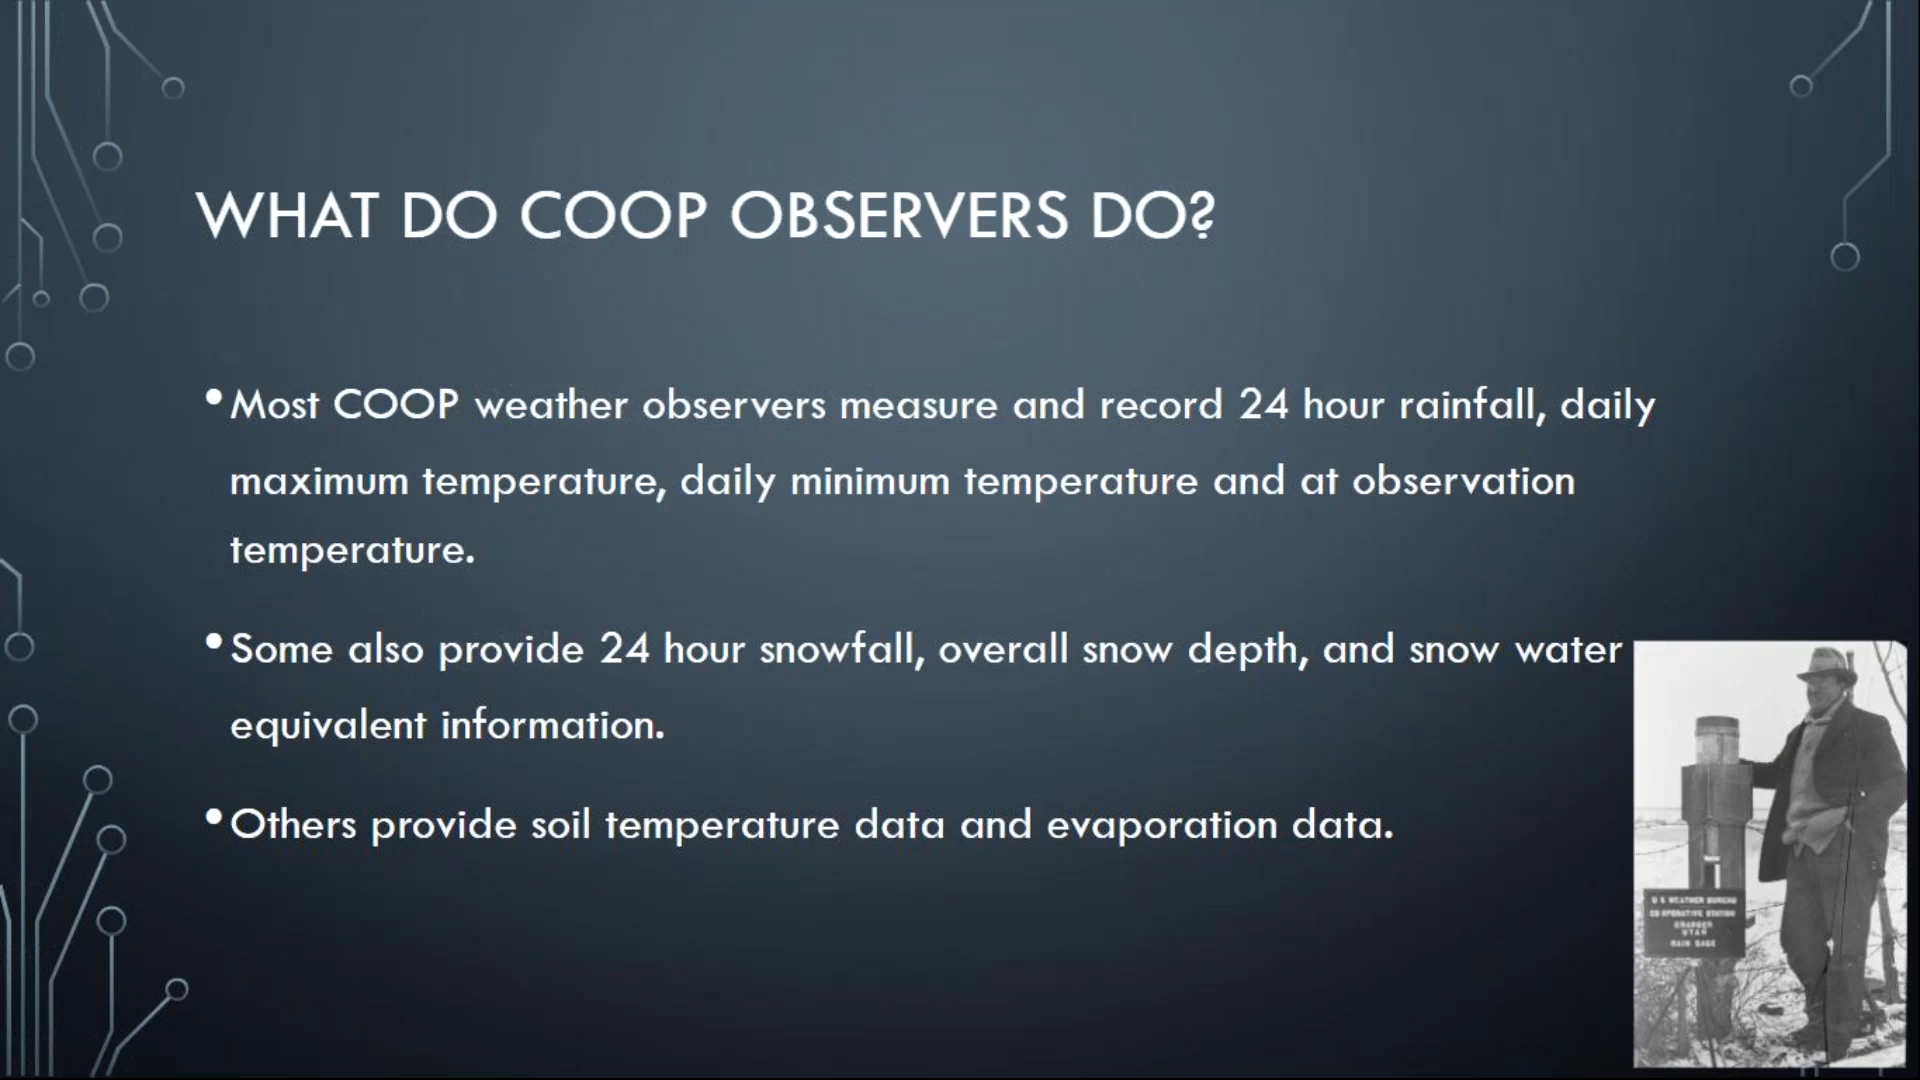 WHAT DO COOP OBSERVERS DO?
•Most COOP weather observers measure and record 24 hour rainfall, daily
maximum temperature, daily minimum temperature and at observation
temperature.
•Some also provide 24 hour snowfall, overall snow depth, and snow water
equivalent information.
•Others provide soil temperature data and evaporation data.
U S WEATHER BUREAU
CO OPERATIVE STATION
GRANGER
UTAH
RAIN GAGE